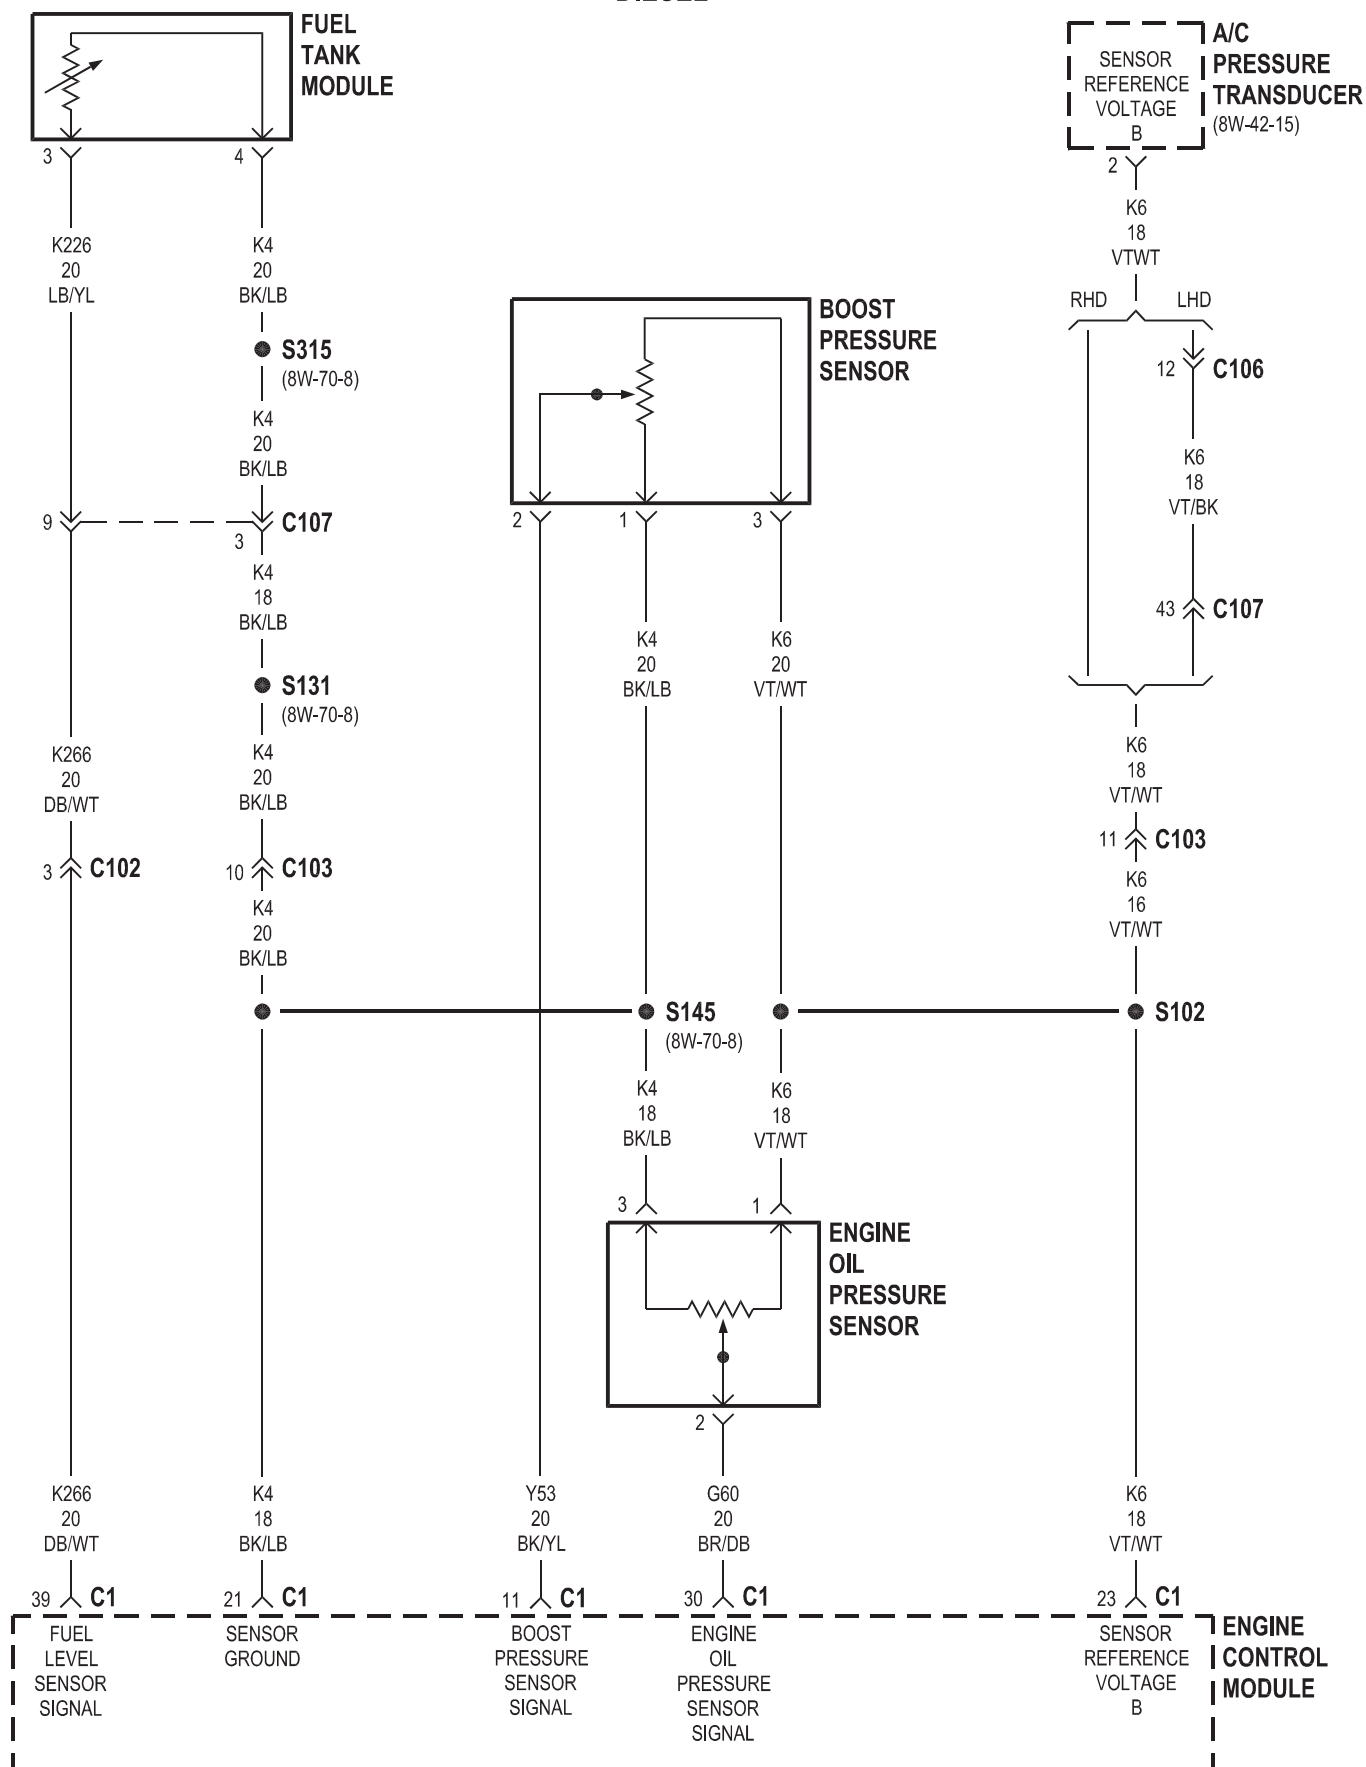 DIESEL
FUEL
TANK
MODULE
A/C
PRESSURE
TRANSDUCER
(8W-42-15)
SENSOR
REFERENCE
VOLTAGE
B
3
4
2
K226
20
LB/YL
K4
20
BK/LB
K6
18
VTWT
RHD
LHD
S315
(8W-70-8)
BOOST
PRESSURE
SENSOR
12
C106
K4
20
BK/LB
K6
18
VT/BK
9
3
C107
2
1
3
K4
18
BK/LB
43
C107
K4
20
BK/LB
K6
20
VT/WT
S131
(8W-70-8)
K266
20
DB/WT
K4
20
BK/LB
K6
18
VT/WT
3
C102
10
C103
11
C103
K4
20
BK/LB
K6
16
VT/WT
S145
(8W-70-8)
S102
K4
18
BK/LB
K6
18
VT/WT
3
1
ENGINE
OIL
PRESSURE
SENSOR
2
K266
20
DB/WT
K4
18
BK/LB
Y53
20
BK/YL
G60
20
BR/DB
K6
18
VT/WT
39
C1
21
C1
11
C1
30
C1
23
C1
FUEL
LEVEL
SENSOR
SIGNAL
SENSOR
GROUND
BOOST
PRESSURE
SENSOR
SIGNAL
ENGINE
OIL
PRESSURE
SENSOR
SIGNAL
SENSOR
REFERENCE
VOLTAGE
B
ENGINE
CONTROL
MODULE